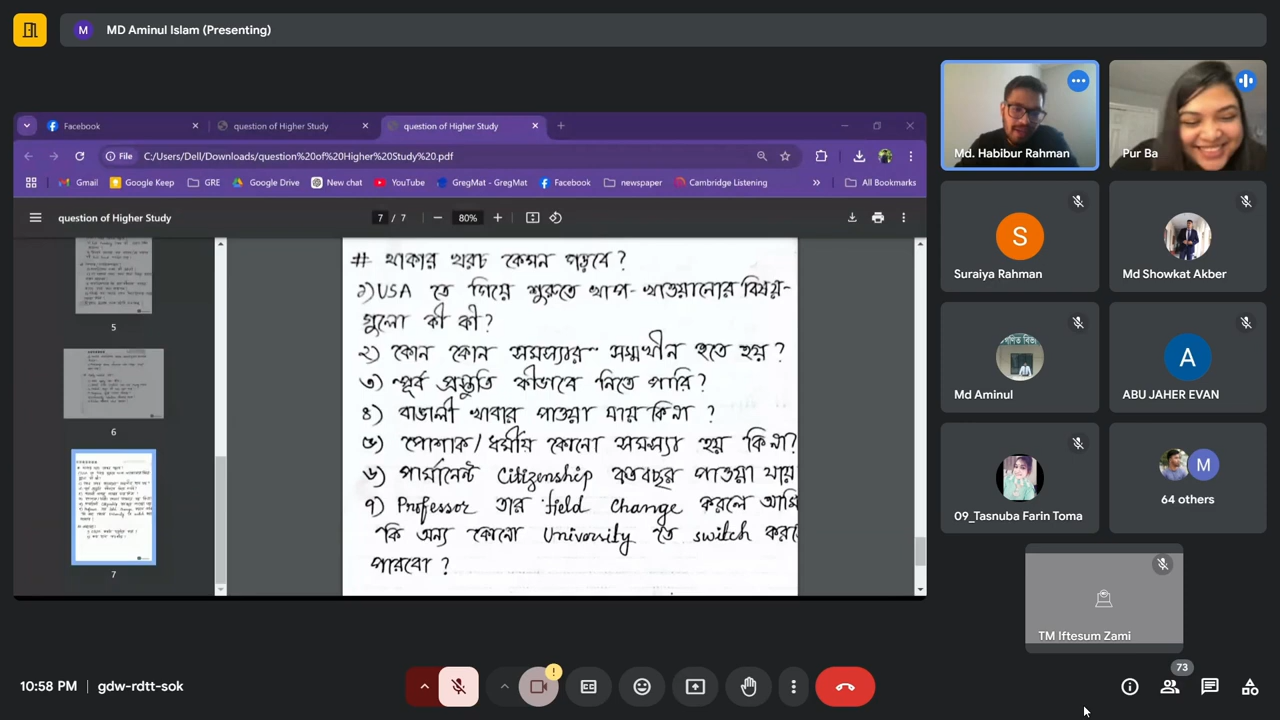 MD Aminul Islam (Presenting)
M
Facebook
question of Higher Study
question of Higher Study
File
C:/Users/Dell/Downloads/question%20of%20Higher%20Study%20.pdf
Gmail
Google Keep
GRE
Google Drive
New chat
YouTube
GregMat - GregMat
Facebook
newspaper
Cambridge Listening
All Bookmarks
question of Higher Study
7 / 7
80%
5
6
7
# থাকার খরচ কেমন পড়বে?
১) USA তে গিয়ে শুরুতে খাপ-খাওয়ানোর বিষয়-
গুলো কী কী?
২) কোন কোন সমস্যার সম্মখীন হতে হয়?
৩) পূর্ব প্রস্তুতি কীভাবে নিতে পারি?
৪) বাঙালী খাবার পাওয়া যায় কিনা ?
৫) পোশাক/ধর্মীয় কোনো সমস্যা হয় কি না?
৬) পার্মানেন্ট Citizenship কতবছর পাওয়া যায়
৭) Professor তার field Change করলে আমি
কি অন্য কোনো University তে switch
পারবো ?
Md. Habibur Rahman
Pur Ba
S
Suraiya Rahman
Md Showkat Akber
Md Aminul
A
ABU JAHER EVAN
09_Tasnuba Farin Toma
M
64 others
TM Iftesum Zami
10:58 PM | gdw-rdtt-sok
73